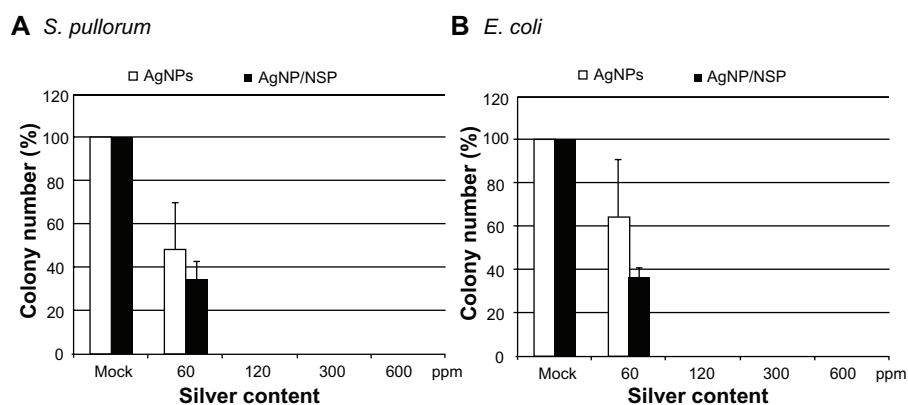 A S. pullorum
AgNPs AgNP/NSP
Colony number (%)
120
100
80
60
40
20
0
Mock 60 120 300 600 ppm
Silver content
B E. coli
AgNPs AgNP/NSP
Colony number (%)
120
100
80
60
40
20
0
Mock 60 120 300 600 ppm
Silver content